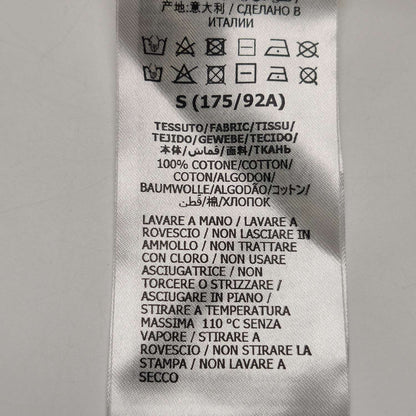 产地:意大利 / СДЕЛАНО В
ИТАЛИИ
S (175/92A)
TESSUTO/FABRIC/TISSU/
TEJIDO/GEWEBE/TECIDO/
本体/قماش/面料/ТКАНЬ
100% COTONE/COTTON/
COTON/ALGODON/
BAUMWOLLE/ALGODÃO/コットン/
قطن/棉/ХЛОПОК
LAVARE A MANO / LAVARE A
ROVESCIO / NON LASCIARE IN
AMMOLLO / NON TRATTARE
CON CLORO / NON USARE
ASCIUGATRICE / NON
TORCERE O STRIZZARE /
ASCIUGARE IN PIANO /
STIRARE A TEMPERATURA
MASSIMA 110 °C SENZA
VAPORE / STIRARE A
ROVESCIO / NON STIRARE LA
STAMPA / NON LAVARE A
SECCO